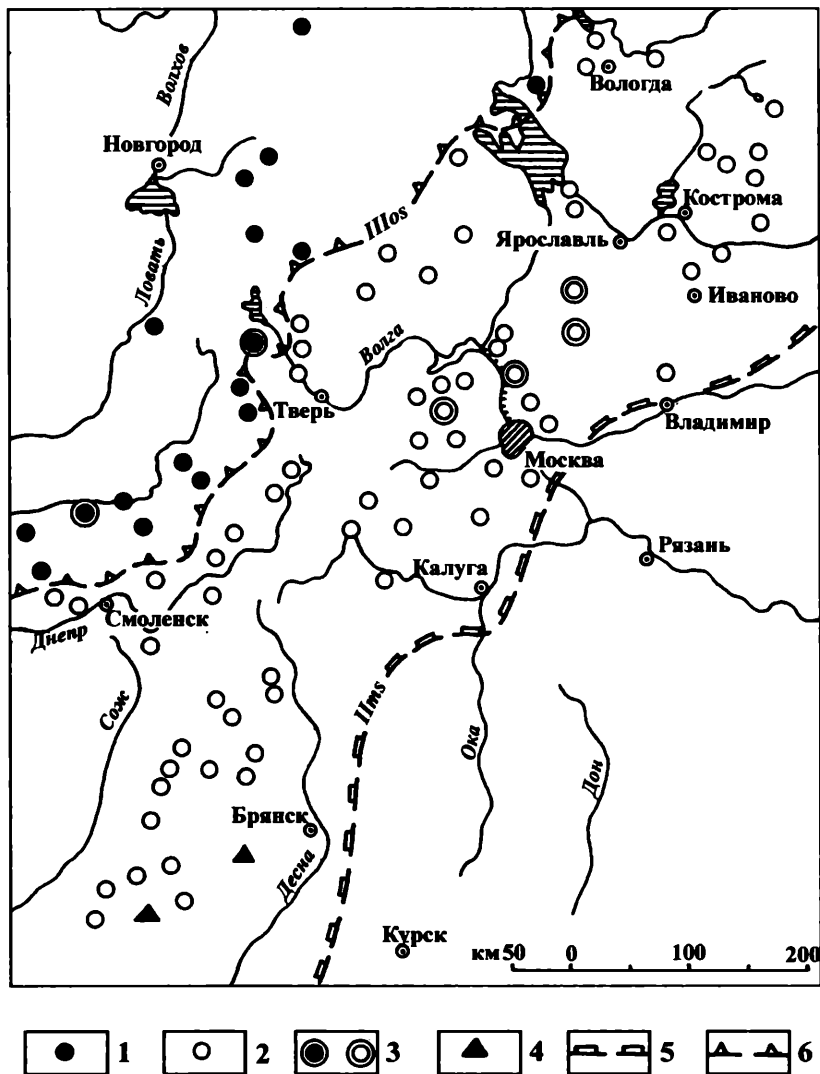 Волхов
Вологда
Новгород
IIIos
Кострома
Ярославль
Ловать
Иваново
Волга
Тверь
Владимир
Москва
Рязань
Калуга
Смоленск
Днепр
IIms
Сож
Ока
Дон
Брянск
Десна
Курск
км 50 0 100 200
1 2 3 4 5 6